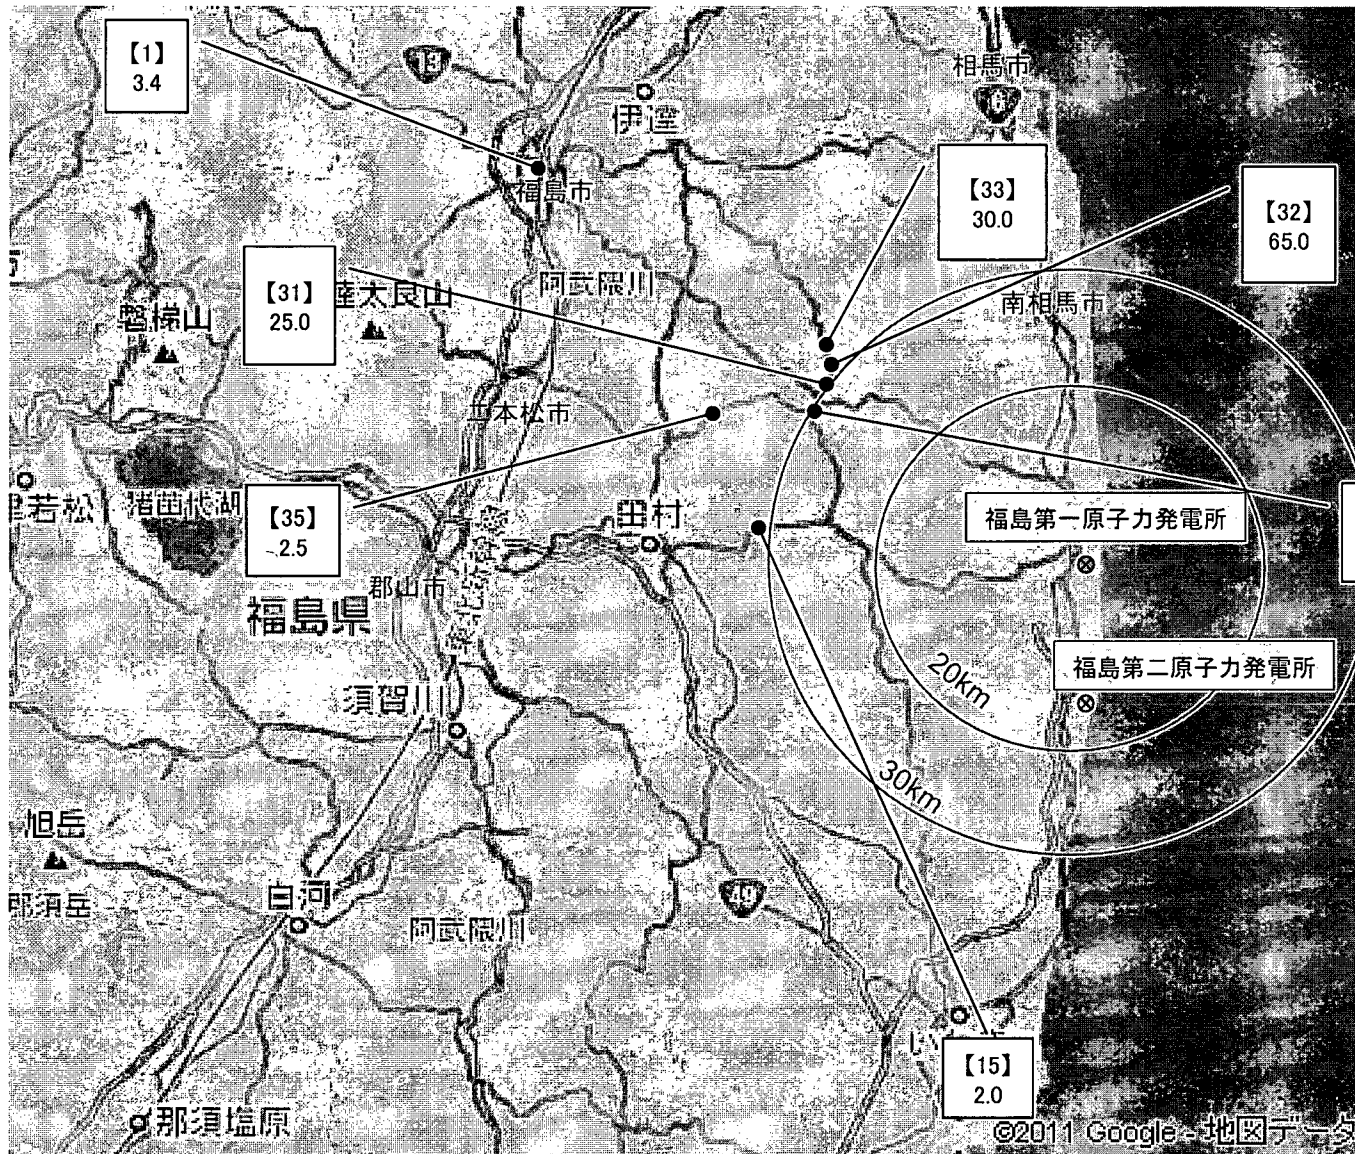 【1】
3.4
13
相馬市
6
伊達
福島市
【33】
30.0
【32】
65.0
【31】
25.0
阿武隈川
南相馬市
磐梯山
達太良山
二本松市
若松
猪苗代湖
【35】
2.5
田村
福島第一原子力発電所
郡山市
福島県
福島第二原子力発電所
20km
須賀川
30km
旭岳
那須岳
白河
49
阿武隈川
【15】
2.0
那須塩原
©2011 Google - 地図データ